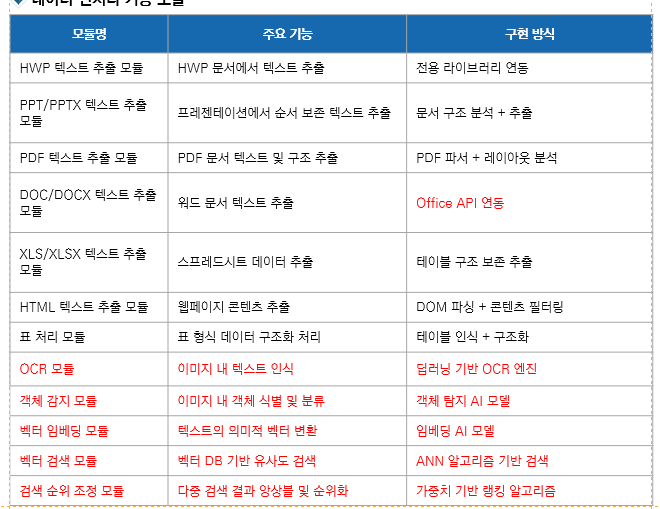 데이터 전처리 기능 모듈
모듈명 주요 기능 구현 방식
HWP 텍스트 추출 모듈 HWP 문서에서 텍스트 추출 전용 라이브러리 연동
PPT/PPTX 텍스트 추출
모듈 프레젠테이션에서 순서 보존 텍스트 추출 문서 구조 분석 + 추출
PDF 텍스트 추출 모듈 PDF 문서 텍스트 및 구조 추출 PDF 파서 + 레이아웃 분석
DOC/DOCX 텍스트 추출
모듈 워드 문서 텍스트 추출 Office API 연동
XLS/XLSX 텍스트 추출
모듈 스프레드시트 데이터 추출 테이블 구조 보존 추출
HTML 텍스트 추출 모듈 웹페이지 콘텐츠 추출 DOM 파싱 + 콘텐츠 필터링
표 처리 모듈 표 형식 데이터 구조화 처리 테이블 인식 + 구조화
OCR 모듈 이미지 내 텍스트 인식 딥러닝 기반 OCR 엔진
객체 감지 모듈 이미지 내 객체 식별 및 분류 객체 탐지 AI 모델
벡터 임베딩 모듈 텍스트의 의미적 벡터 변환 임베딩 AI 모델
벡터 검색 모듈 벡터 DB 기반 유사도 검색 ANN 알고리즘 기반 검색
검색 순위 조정 모듈 다중 검색 결과 앙상블 및 순위화 가중치 기반 랭킹 알고리즘